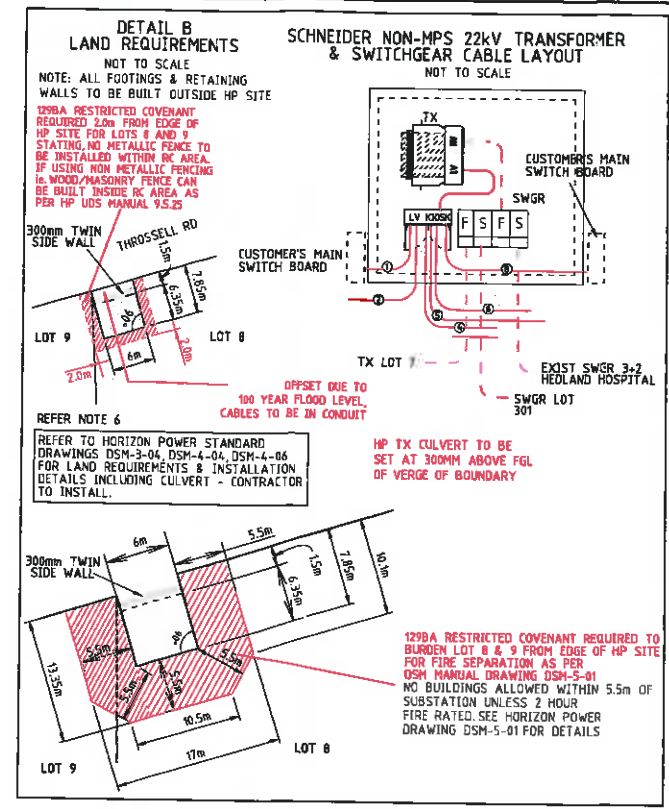 DETAIL B
LAND REQUIREMENTS
NOT TO SCALE
NOTE: ALL FOOTINGS & RETAINING
WALLS TO BE BUILT OUTSIDE HP SITE
129BA RESTRICTED COVENANT
REQUIRED 2.0m FROM EDGE OF
HP SITE FOR LOTS 8 AND 9
STATING, NO METALLIC FENCE TO
BE INSTALLED WITHIN RC AREA.
IF USING NON METALLIC FENCING
ie. WOOD/MASONRY FENCE CAN
BE BUILT INSIDE RC AREA AS
PER HP UDS MANUAL 9.5.25
300mm TWIN
SIDE WALL
THROSSELL RD
1.5m
7.85m
6.35m
90°
LOT 9
LOT 8
6m
2.0m
2.0m
OFFSET DUE TO
100 YEAR FLOOD LEVEL,
CABLES TO BE IN CONDUIT
REFER NOTE 6
REFER TO HORIZON POWER STANDARD
DRAWINGS DSM-3-04, DSM-4-04, DSM-4-06
FOR LAND REQUIREMENTS & INSTALLATION
DETAILS INCLUDING CULVERT - CONTRACTOR
TO INSTALL.
SCHNEIDER NON-MPS 22kV TRANSFORMER
& SWITCHGEAR CABLE LAYOUT
NOT TO SCALE
TX
HV
LV
CUSTOMER'S MAIN
SWITCH BOARD
SWGR
LV KIOSK
F S F S
CUSTOMER'S MAIN
SWITCH BOARD
1
2
5
4
TX LOT 7
EXIST SWGR 3+2
HEDLAND HOSPITAL
SWGR LOT
301
HP TX CULVERT TO BE
SET AT 300MM ABOVE FGL
OF VERGE OF BOUNDARY
6m
5.5m
300mm TWIN
SIDE WALL
1.5m
6.35m
7.85m
10.1m
90°
13.35m
5.5m
5.5m
5.5m
5.5m
10.5m
17m
LOT 9
LOT 8
129BA RESTRICTED COVENANT REQUIRED TO
BURDEN LOT 8 & 9 FROM EDGE OF HP SITE
FOR FIRE SEPARATION AS PER
DSM MANUAL DRAWING DSM-5-01
NO BUILDINGS ALLOWED WITHIN 5.5m OF
SUBSTATION UNLESS 2 HOUR
FIRE RATED. SEE HORIZON POWER
DRAWING DSM-5-01 FOR DETAILS